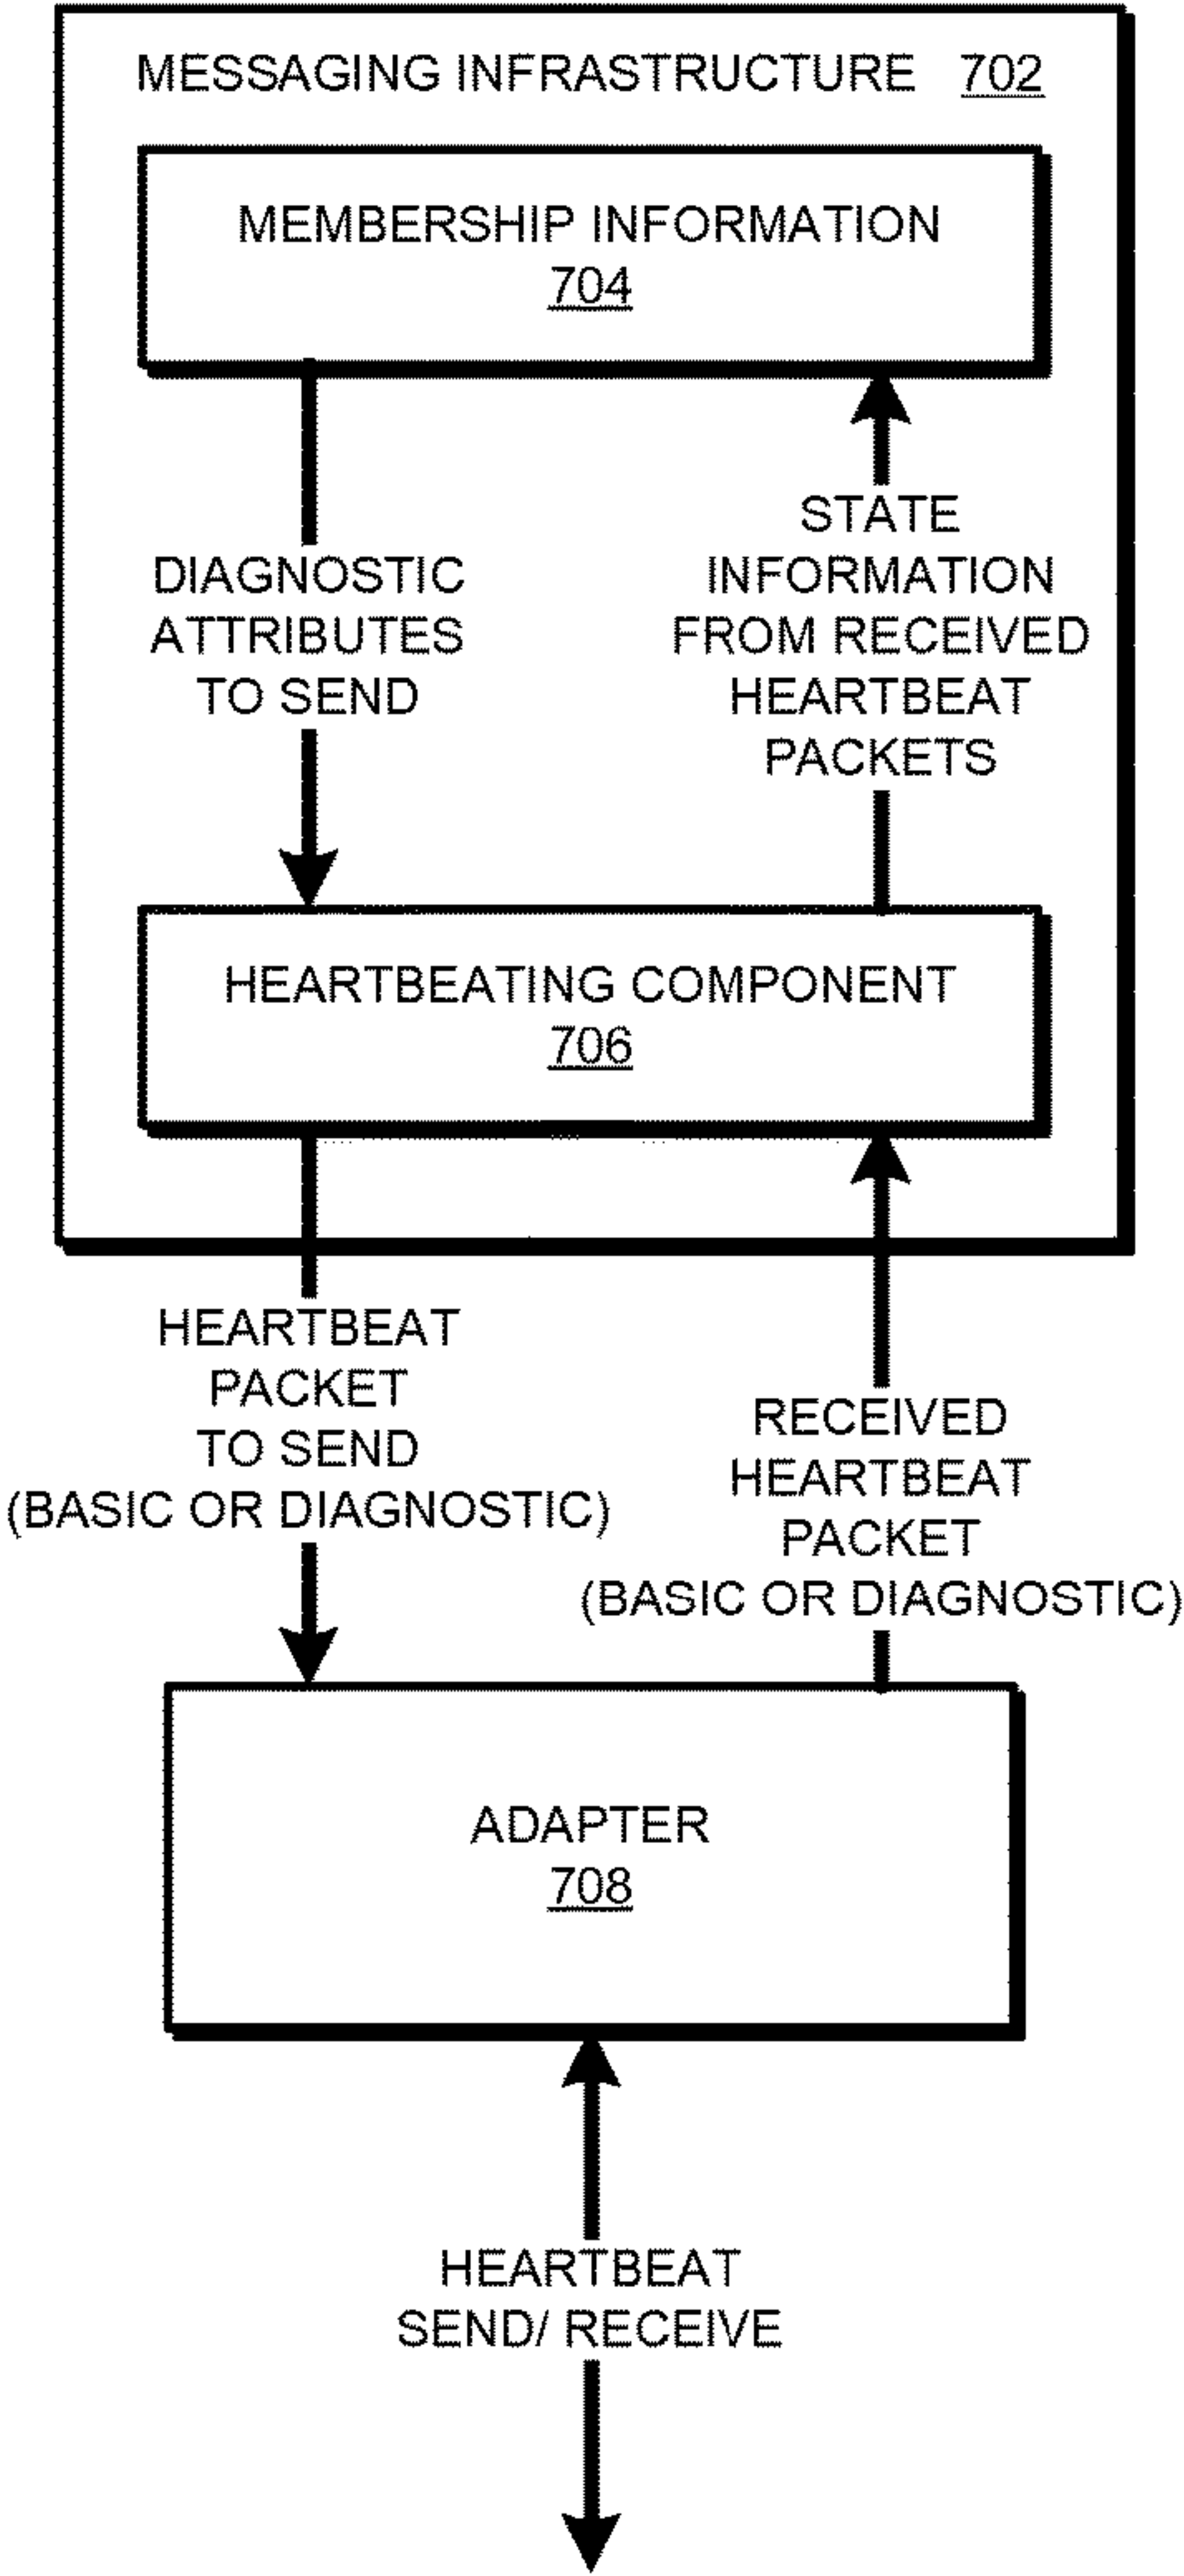 MESSAGING INFRASTRUCTURE 702
MEMBERSHIP INFORMATION
704
DIAGNOSTIC
ATTRIBUTES
TO SEND
STATE
INFORMATION
FROM RECEIVED
HEARTBEAT
PACKETS
HEARTBEATING COMPONENT
706
HEARTBEAT
PACKET
TO SEND
(BASIC OR DIAGNOSTIC)
RECEIVED
HEARTBEAT
PACKET
(BASIC OR DIAGNOSTIC)
ADAPTER
708
HEARTBEAT
SEND/ RECEIVE